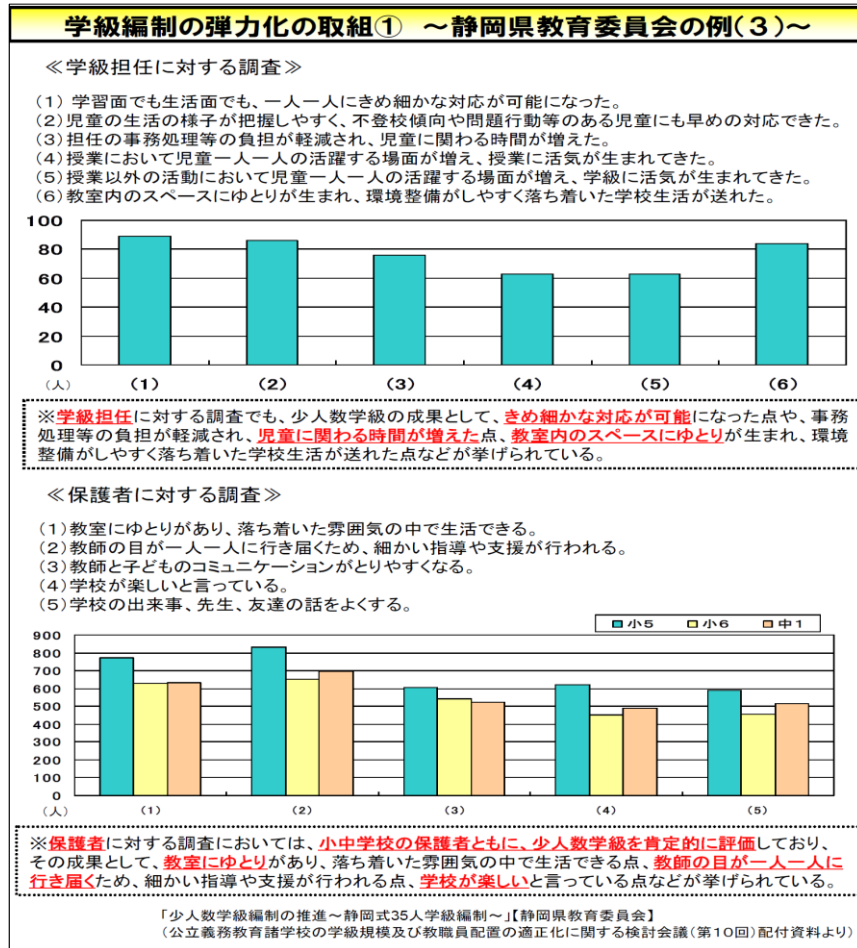 学級編制の弾力化の取組① ～静岡県教育委員会の例(３)～
≪学級担任に対する調査≫
(１) 学習面でも生活面でも、一人一人にきめ細かな対応が可能になった。
(２)児童の生活の様子が把握しやすく、不登校傾向や問題行動等のある児童にも早めの対応できた。
(３)担任の事務処理等の負担が軽減され、児童に関わる時間が増えた。
(４)授業において児童一人一人の活躍する場面が増え、授業に活気が生まれてきた。
(５)授業以外の活動において児童一人一人の活躍する場面が増え、学級に活気が生まれてきた。
(６)教室内のスペースにゆとりが生まれ、環境整備がしやすく落ち着いた学校生活が送れた。
100
80
60
40
20
0
(人) (1) (2) (3) (4) (5) (6)
※学級担任に対する調査でも、少人数学級の成果として、きめ細かな対応が可能になった点や、事務
処理等の負担が軽減され、児童に関わる時間が増えた点、教室内のスペースにゆとりが生まれ、環境
整備がしやすく落ち着いた学校生活が送れた点などが挙げられている。
≪保護者に対する調査≫
(１)教室にゆとりがあり、落ち着いた雰囲気の中で生活できる。
(２)教師の目が一人一人に行き届くため、細かい指導や支援が行われる。
(３)教師と子どものコミュニケーションがとりやすくなる。
(４)学校が楽しいと言っている。
(５)学校の出来事、先生、友達の話をよくする。
小5 小6 中1
900
800
700
600
500
400
300
200
100
0
(人) (1) (2) (3) (4) (5)
※保護者に対する調査においては、小中学校の保護者ともに、少人数学級を肯定的に評価しており、
その成果として、教室にゆとりがあり、落ち着いた雰囲気の中で生活できる点、教師の目が一人一人に
行き届くため、細かい指導や支援が行われる点、学校が楽しいと言っている点などが挙げられている。
「少人数学級編制の推進～静岡式35人学級編制～」【静岡県教育委員会】
(公立義務教育諸学校の学級規模及び教職員配置の適正化に関する検討会議(第10回)配付資料より)